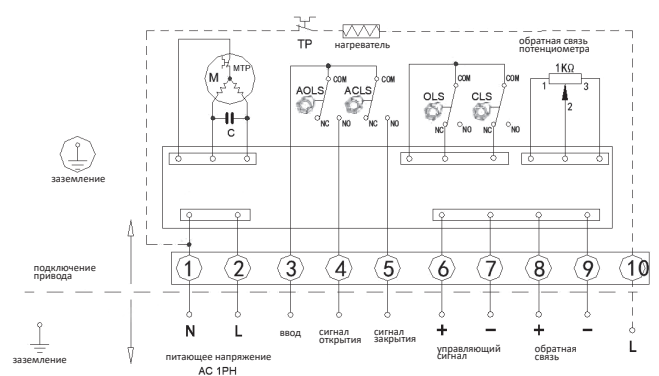 TP
нагреватель
обратная связь
потенциометра
M
MTP
C
COM
COM
AOLS
ACLS
NC
NO
NC
NO
COM
COM
OLS
CLS
NC
NO
NC
NO
1KΩ
1
3
2
заземление
подключение
привода
1
2
3
4
5
6
7
8
9
10
заземление
N
L
ввод
сигнал
открытия
сигнал
закрытия
+
−
+
−
L
питающее напряжение
AC 1PH
управляющий
сигнал
обратная
связь